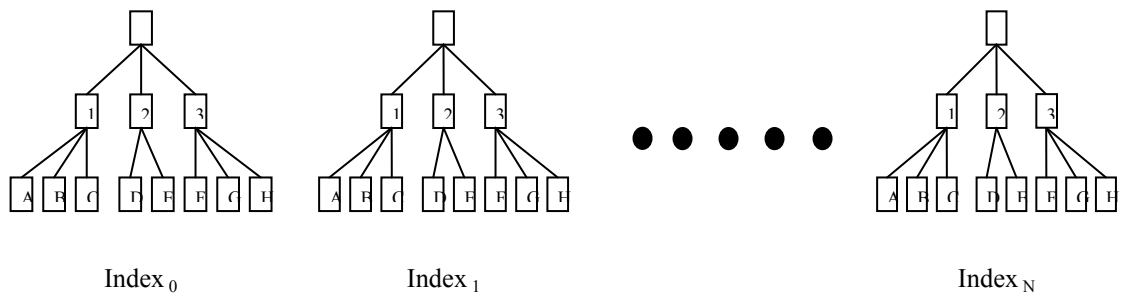 1 2 3 1 2 3 1 2 3
A B C D E F G H A B C D E F G H A B C D E F G H
Index 0 Index 1 Index N